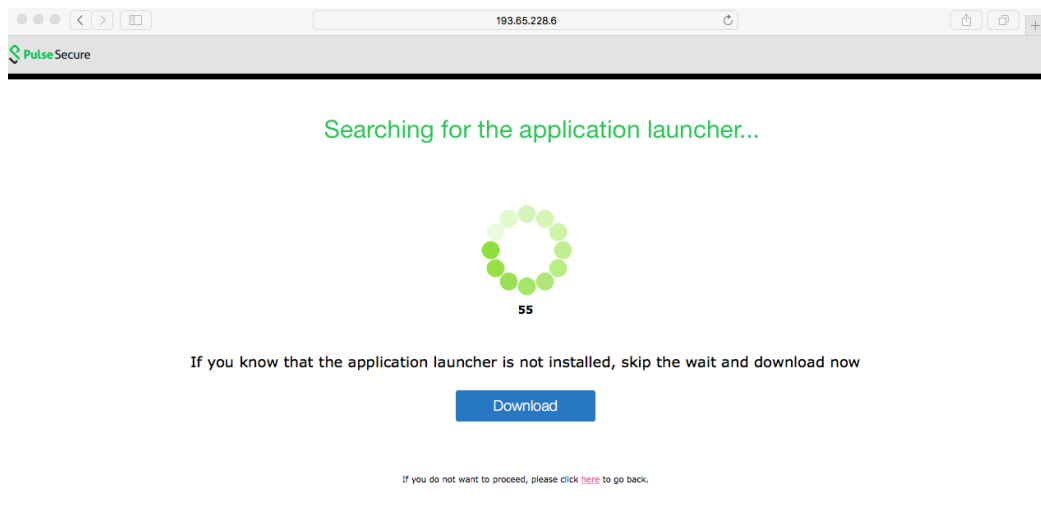 193.65.228.6
Pulse Secure
Searching for the application launcher...
55
If you know that the application launcher is not installed, skip the wait and download now
Download
If you do not want to proceed, please click here to go back.